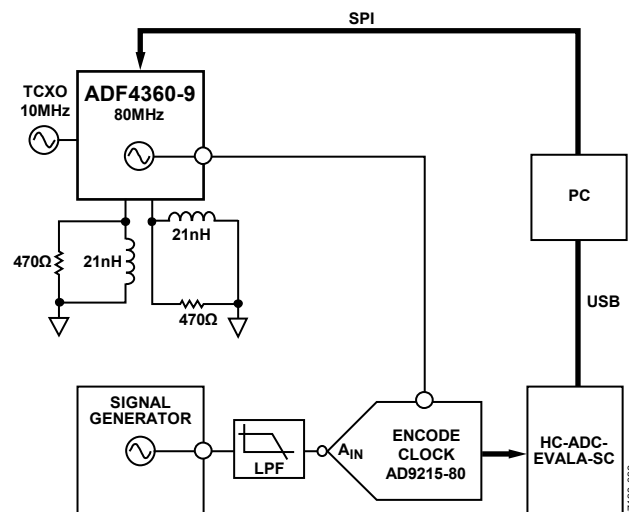 SPI
TCXO
10MHz
ADF4360-9
80MHz
PC
470Ω
21nH
21nH
470Ω
USB
SIGNAL
GENERATOR
LPF
AIN
ENCODE
CLOCK
AD9215-80
HC-ADC-
EVALA-SC